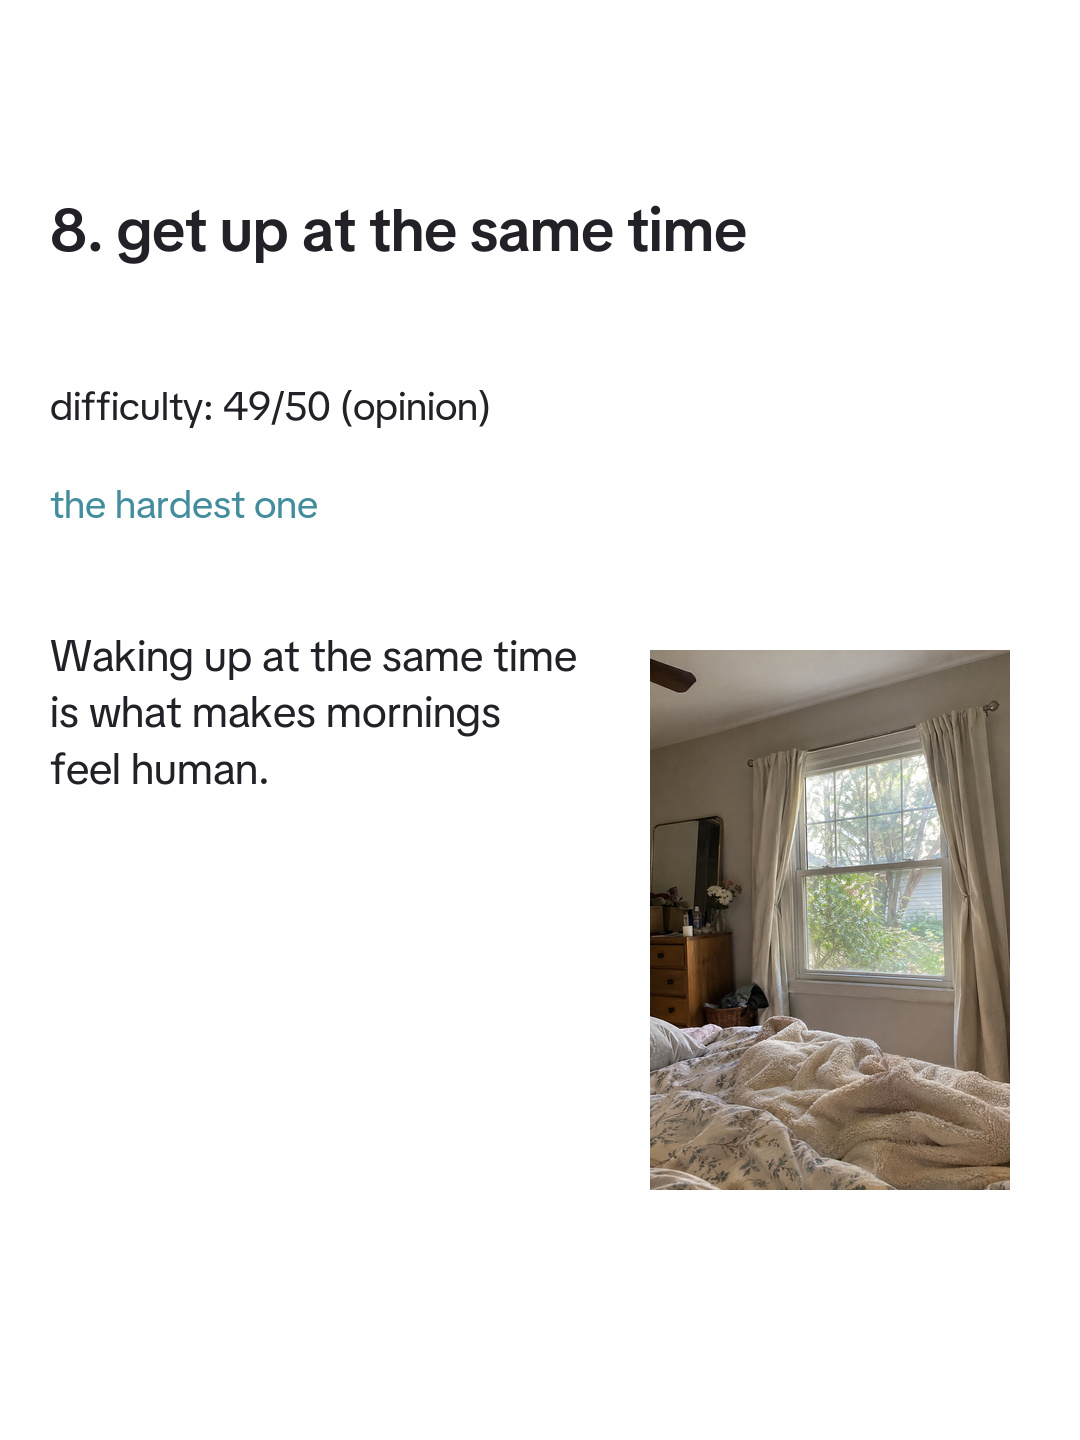 8. get up at the same time
difficulty: 49/50 (opinion)
the hardest one
Waking up at the same time
is what makes mornings
feel human.